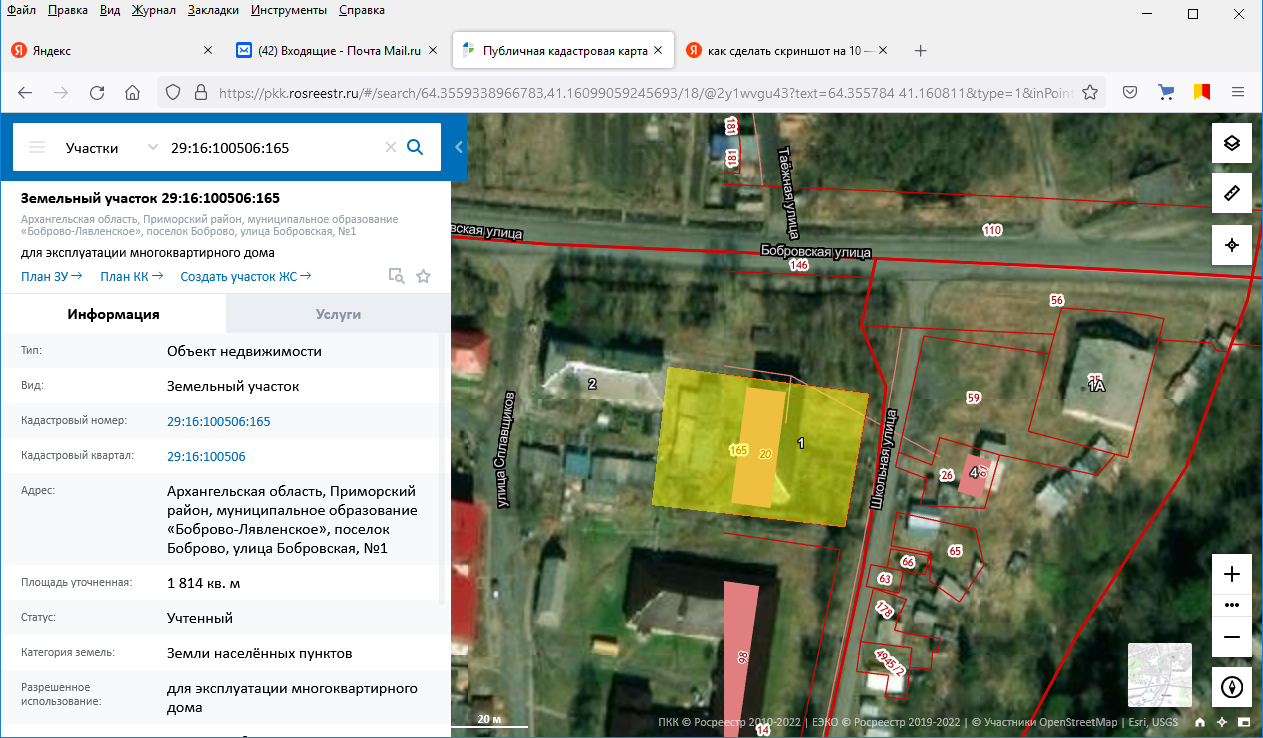 Файл Правка Вид Журнал Закладки Инструменты Справка
Яндекс
(42) Входящие - Почта Mail.ru
Публичная кадастровая карта
как сделать скриншот на 10 —
https://pkk.rosreestr.ru/#/search/64.3559338966783,41.16099059245693/18/@2y1wvgu43?text=64.355784 41.160811&type=1&inPoint
Участки
29:16:100506:165
Земельный участок 29:16:100506:165
Архангельская область, Приморский район, муниципальное образование
«Боброво-Лявленское», поселок Боброво, улица Бобровская, №1
для эксплуатации многоквартирного дома
План ЗУ →
План КК →
Создать участок ЖС →
Информация
Услуги
Тип:
Объект недвижимости
Вид:
Земельный участок
Кадастровый номер:
29:16:100506:165
Кадастровый квартал:
29:16:100506
Адрес:
Архангельская область, Приморский
район, муниципальное образование
«Боброво-Лявленское», поселок
Боброво, улица Бобровская, №1
Площадь уточненная:
1 814 кв. м
Статус:
Учтенный
Категория земель:
Земли населённых пунктов
Разрешенное
использование:
для эксплуатации многоквартирного
дома
181
181
Таёжная улица
110
вская улица
Бобровская улица
146
56
2
1А
59
улица Сплавщиков
165
20
1
Школьная улица
26
4
61
65
66
63
178
4945/2
98
14
20 м
ПКК © Росреестр 2010-2022 | ЕЭКО © Росреестр 2019-2022 | © Участники OpenStreetMap | Esri, USGS